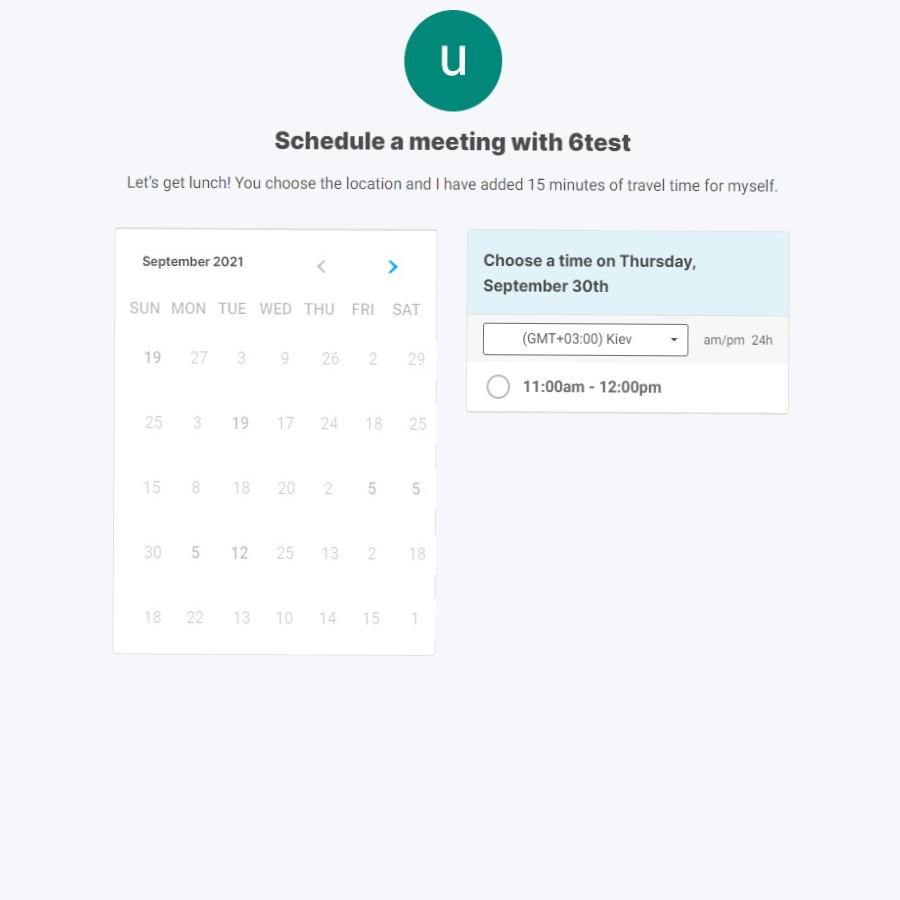 u
Schedule a meeting with 6test
Let's get lunch! You choose the location and I have added 15 minutes of travel time for myself.
September 2021
SUN MON TUE WED THU FRI SAT
19 27 3 9 26 2 29
25 3 19 17 24 18 25
15 8 18 20 2 5 5
30 5 12 25 13 2 18
18 22 13 10 14 15 1
Choose a time on Thursday,
September 30th
(GMT+03:00) Kiev am/pm 24h
11:00am - 12:00pm